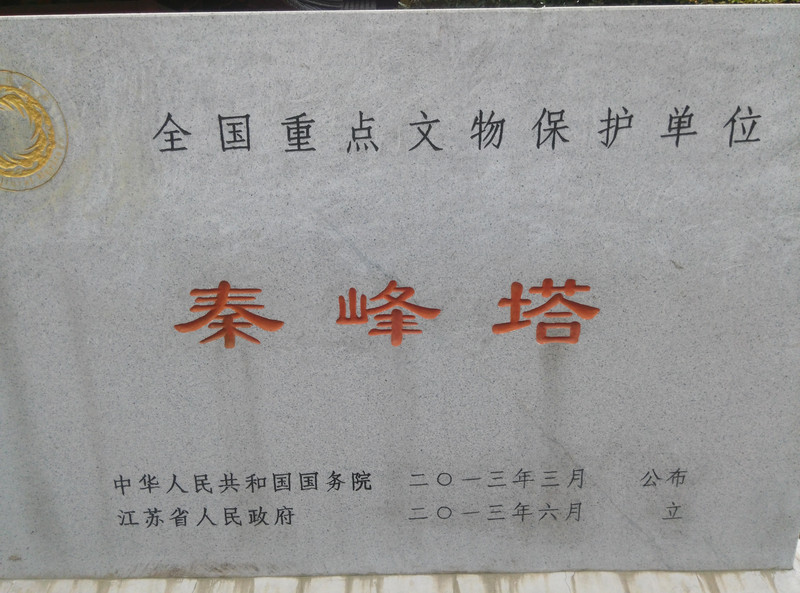 全国重点文物保护单位
秦峰塔
中华人民共和国国务院 二〇一三年三月 公布
江苏省人民政府 二〇一三年六月 立